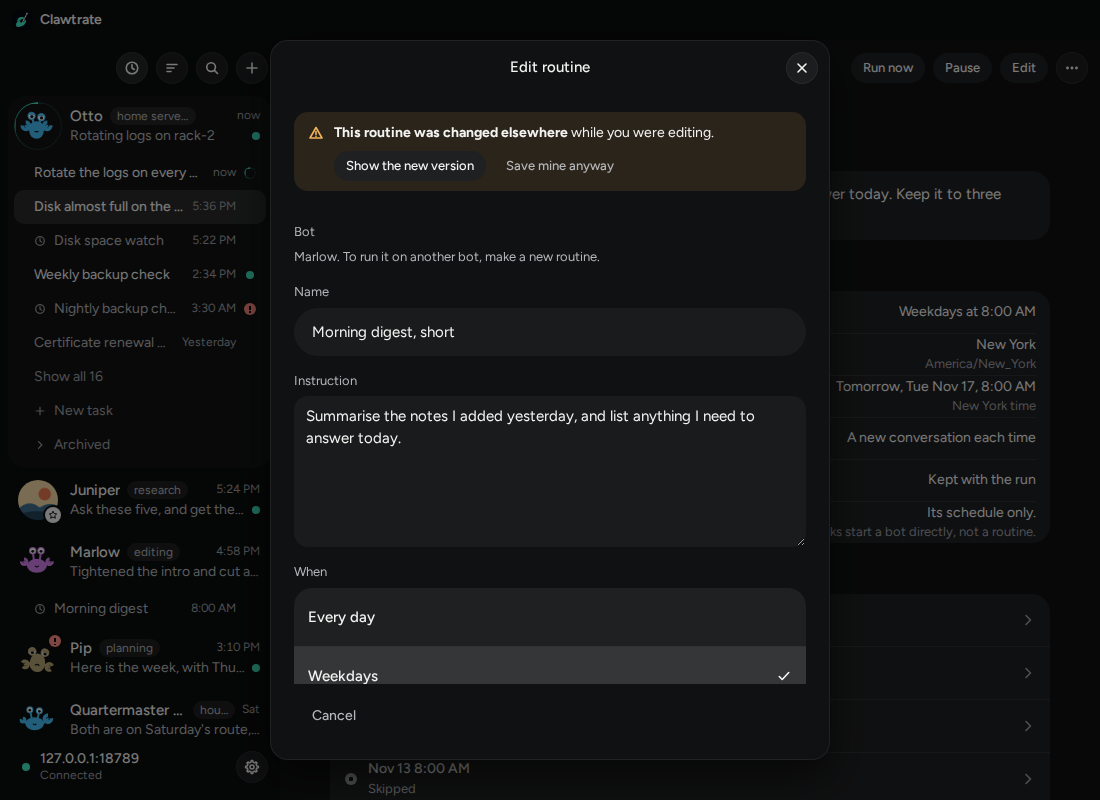 Clawtrate
Otto home serve... now
Rotating logs on rack-2
Rotate the logs on every ... now
Disk almost full on the ... 5:36 PM
Disk space watch 5:22 PM
Weekly backup check 2:34 PM
Nightly backup ch... 3:30 AM
Certificate renewal ... Yesterday
Show all 16
New task
Archived
Juniper research 5:24 PM
Ask these five, and get the...
Marlow editing 4:58 PM
Tightened the intro and cut a...
Morning digest 8:00 AM
Pip planning 3:10 PM
Here is the week, with Thu...
Quartermaster ... hou... Sat
Both are on Saturday's route,...
127.0.0.1:18789
Connected
Edit routine
This routine was changed elsewhere while you were editing.
Show the new version Save mine anyway
Bot
Marlow. To run it on another bot, make a new routine.
Name
Morning digest, short
Instruction
Summarise the notes I added yesterday, and list anything I need to
answer today.
When
Every day
Weekdays
Cancel
Run now Pause Edit
er today. Keep it to three
Weekdays at 8:00 AM
New York
America/New_York
Tomorrow, Tue Nov 17, 8:00 AM
New York time
A new conversation each time
Kept with the run
Its schedule only.
ks start a bot directly, not a routine.
Nov 13 8:00 AM
Skipped